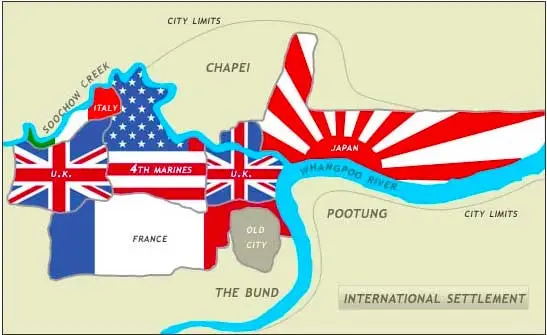 CITY LIMITS
SOOCHOW CREEK
CHAPEI
ITALY
JAPAN
U.K.
4TH MARINES
U.K.
WHANGPOO RIVER
POOTUNG
CITY LIMITS
FRANCE
OLD
CITY
THE BUND
INTERNATIONAL SETTLEMENT